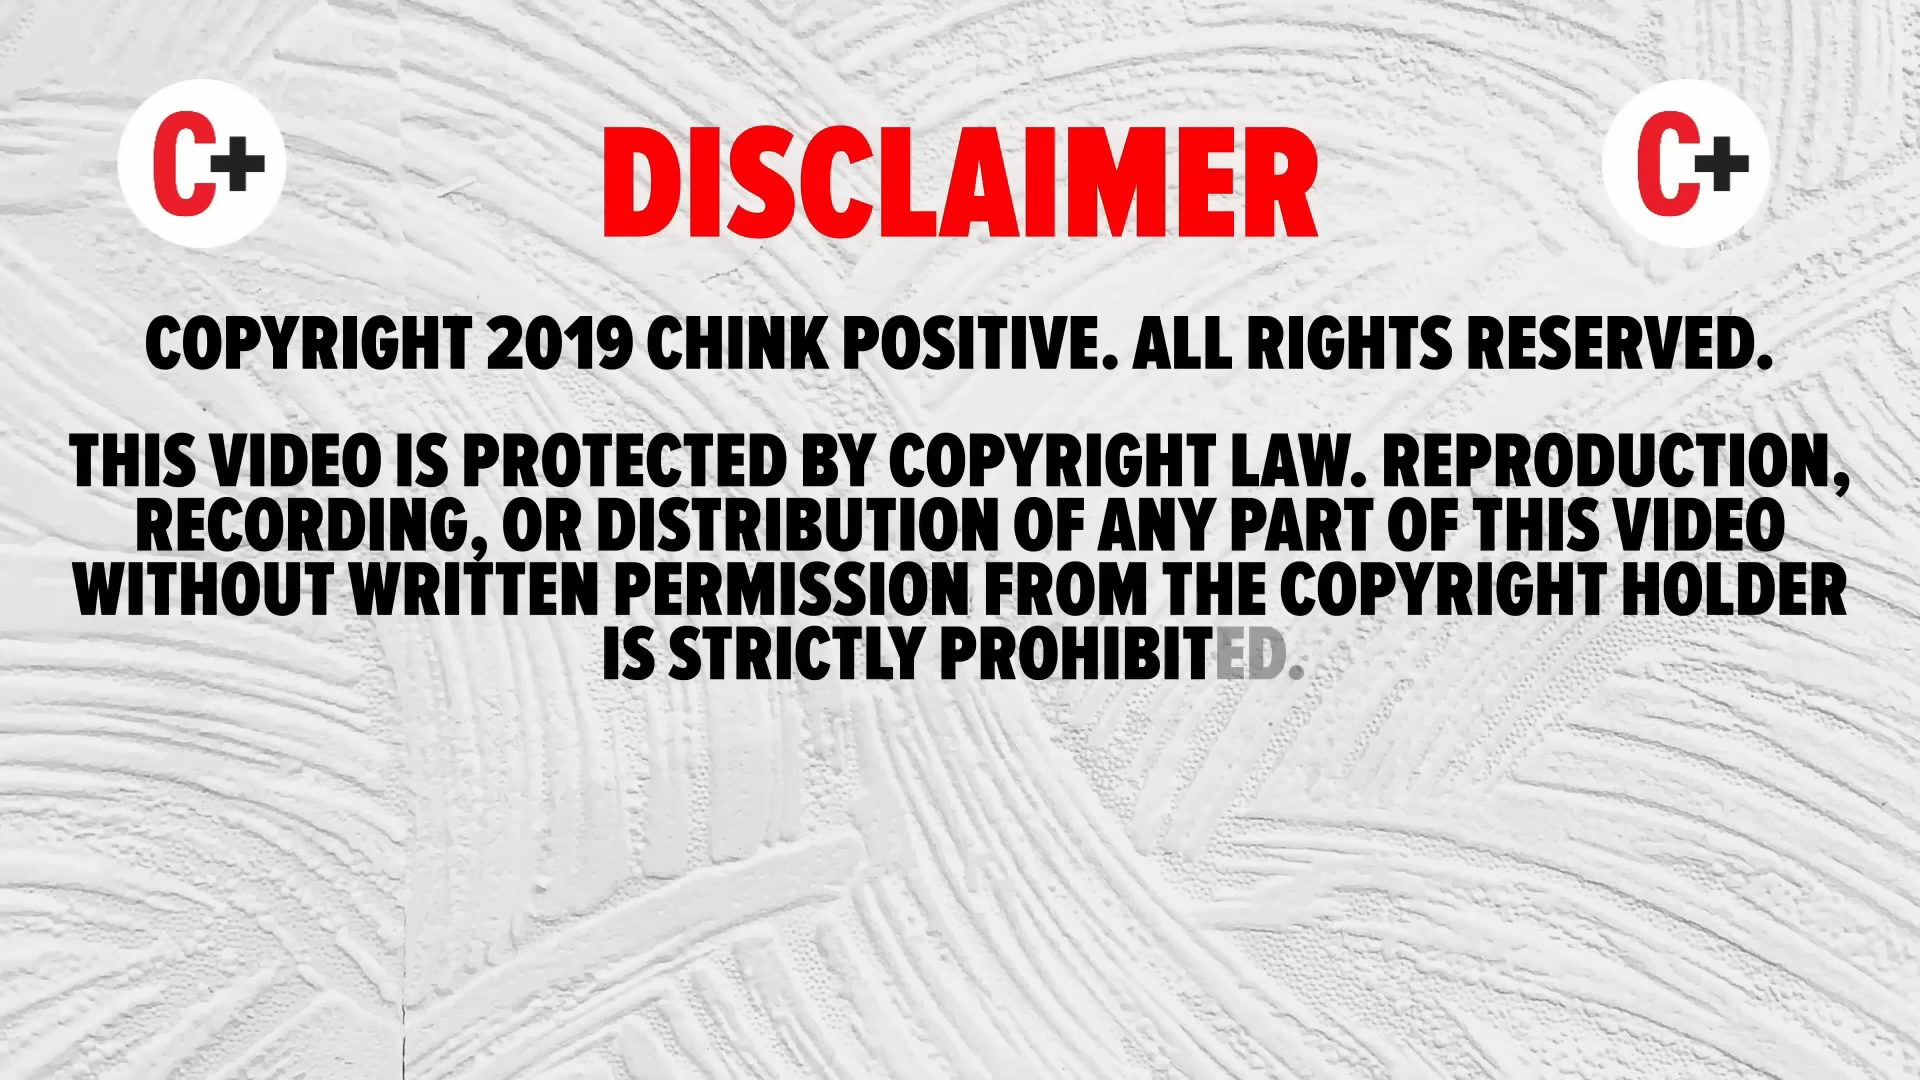 C+
DISCLAIMER
C+
COPYRIGHT 2019 CHINK POSITIVE. ALL RIGHTS RESERVED.
THIS VIDEO IS PROTECTED BY COPYRIGHT LAW. REPRODUCTION,
RECORDING, OR DISTRIBUTION OF ANY PART OF THIS VIDEO
WITHOUT WRITTEN PERMISSION FROM THE COPYRIGHT HOLDER
IS STRICTLY PROHIBITED.